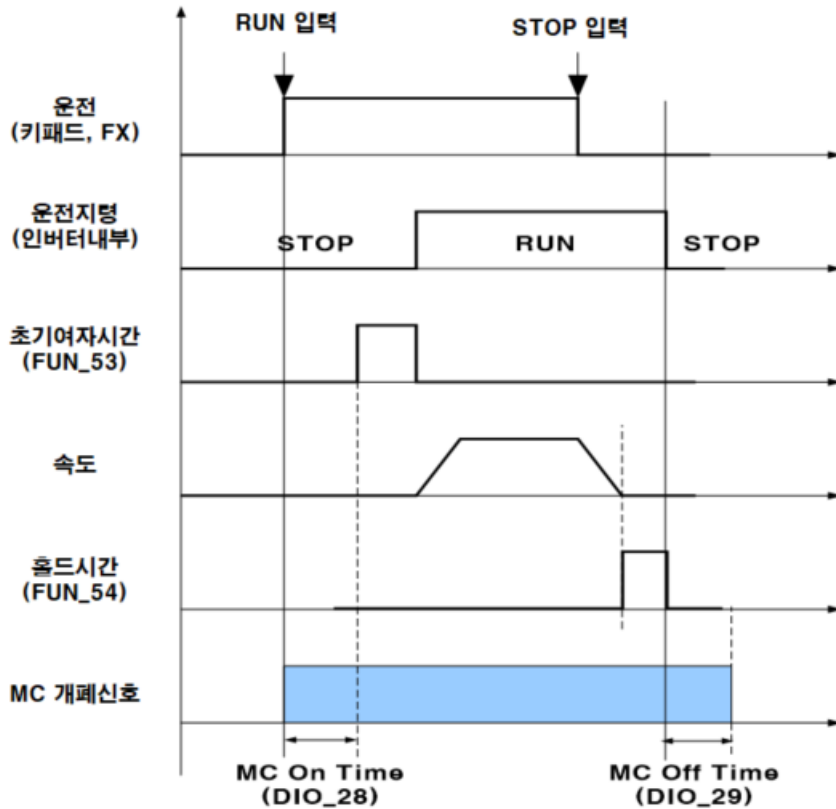 RUN 입력
STOP 입력
운전
(키패드, FX)
운전지령
(인버터내부)
STOP
RUN
STOP
초기여자시간
(FUN_53)
속도
홀드시간
(FUN_54)
MC 개폐신호
MC On Time
(DIO_28)
MC Off Time
(DIO_29)